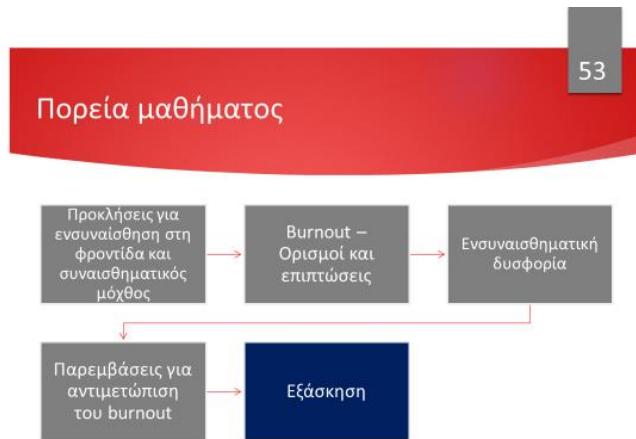 53
Πορεία μαθήματος
Προκλήσεις για
ενσυναίσθηση στη
φροντίδα και
συναισθηματικός
μόχθος
Burnout –
Ορισμοί και
επιπτώσεις
Ενσυναισθηματική
δυσφορία
Παρεμβάσεις για
αντιμετώπιση
του burnout
Εξάσκηση